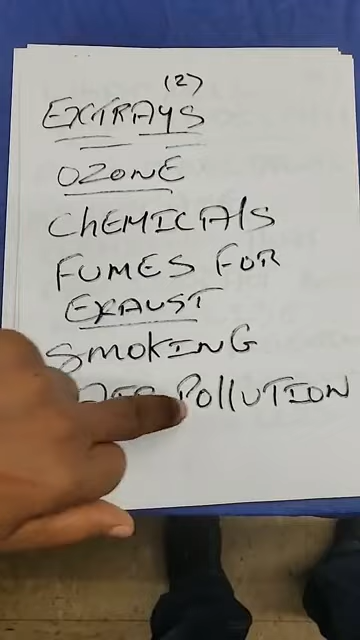 (2)
EXTRAYS
OZONE
CHEMICAlS
FUMES FOR
EXAUST
SMOKING
POllUTION